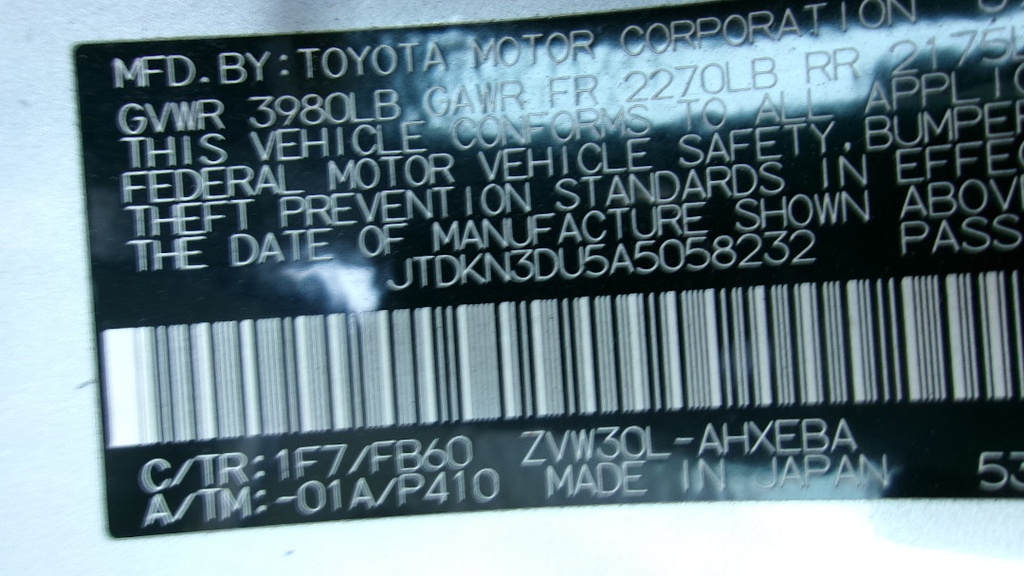 MFD. BY: TOYOTA MOTOR CORPORATION
GVWR 3980LB GAWR FR 2270LB RR 2175L
THIS VEHICLE CONFORMS TO ALL APPLIC
FEDERAL MOTOR VEHICLE SAFETY, BUMPER
THEFT PREVENTION STANDARDS IN EFFEC
THE DATE OF MANUFACTURE SHOWN ABOV
JTDKN3DU5A5058232 PASS
C/TR: 1F7/FB60 ZVW30L-AHXEBA
A/TM: -01A/P410 MADE IN JAPAN 53